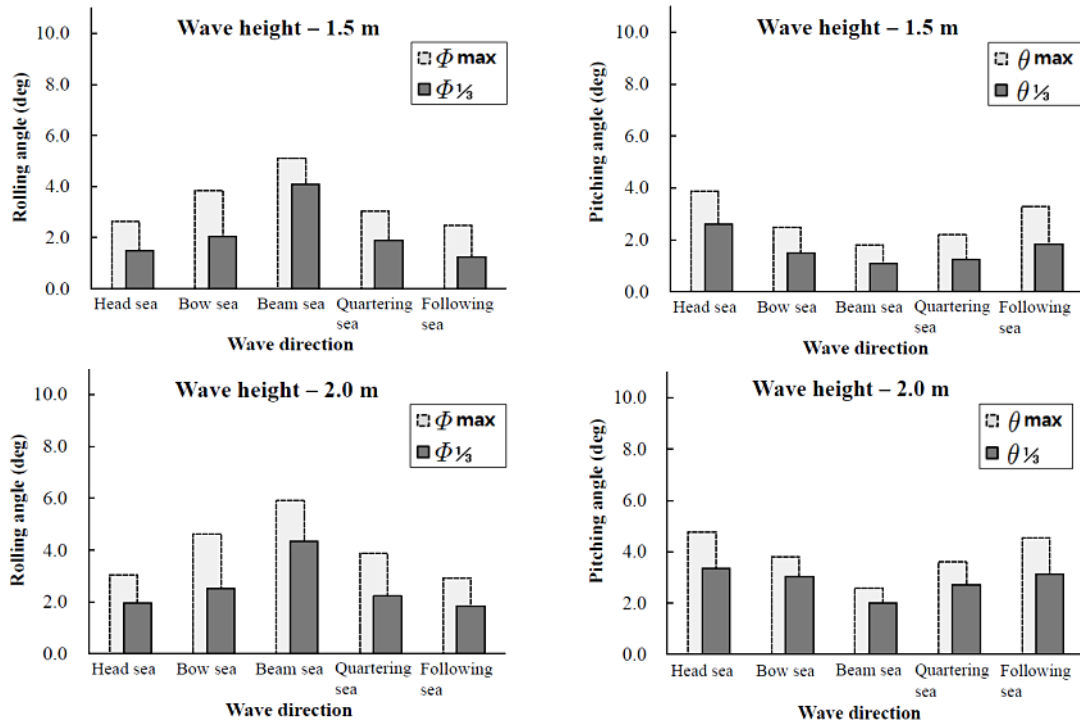 Wave height – 1.5 m
Φ max
Φ ⅓
Rolling angle (deg)
10.0
8.0
6.0
4.0
2.0
0.0
Head sea
Bow sea
Beam sea
Quartering sea
Following sea
Wave direction
Wave height – 1.5 m
θ max
θ ⅓
Pitching angle (deg)
10.0
8.0
6.0
4.0
2.0
0.0
Head sea
Bow sea
Beam sea
Quartering sea
Following sea
Wave direction
Wave height – 2.0 m
Φ max
Φ ⅓
Rolling angle (deg)
10.0
8.0
6.0
4.0
2.0
0.0
Head sea
Bow sea
Beam sea
Quartering sea
Following sea
Wave direction
Wave height – 2.0 m
θ max
θ ⅓
Pitching angle (deg)
10.0
8.0
6.0
4.0
2.0
0.0
Head sea
Bow sea
Beam sea
Quartering sea
Following sea
Wave direction